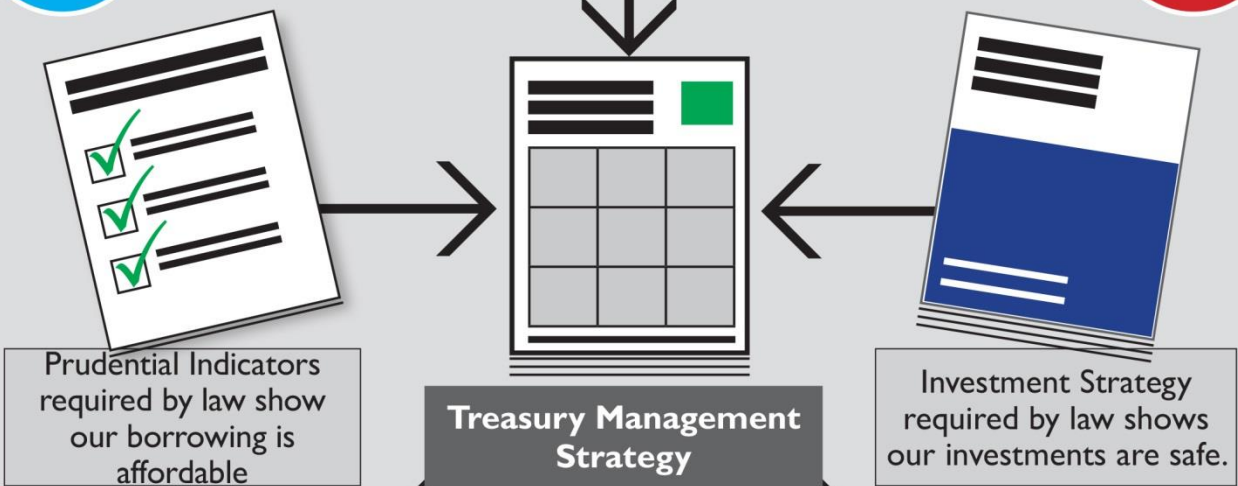 Prudential Indicators
required by law show
our borrowing is
affordable
Treasury Management
Strategy
Investment Strategy
required by law shows
our investments are safe.